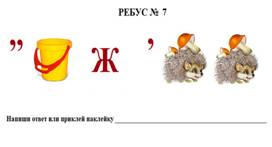 РЕБУС № 7
” Ж ’
Напиши ответ или приклей наклейку